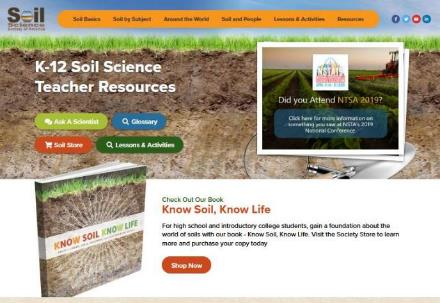 Soil
Science
Society of America
Soil Basics
Soil by Subject
Around the World
Soil and People
Lessons & Activities
Resources
K-12 Soil Science
Teacher Resources
Ask A Scientist
Glossary
Soil Store
Lessons & Activities
Did you Attend NTSA 2019?
Click here for more information on
something you saw at NSTA's 2019
National Conference
KNOW SOIL KNOW LIFE
Check Out Our Book
Know Soil, Know Life
For high school and introductory college students, gain a foundation about the
world of soils with our book - Know Soil, Know Life. Visit the Society Store to learn
more and purchase your copy today
Shop Now
KNOW SOIL KNOW LIFE